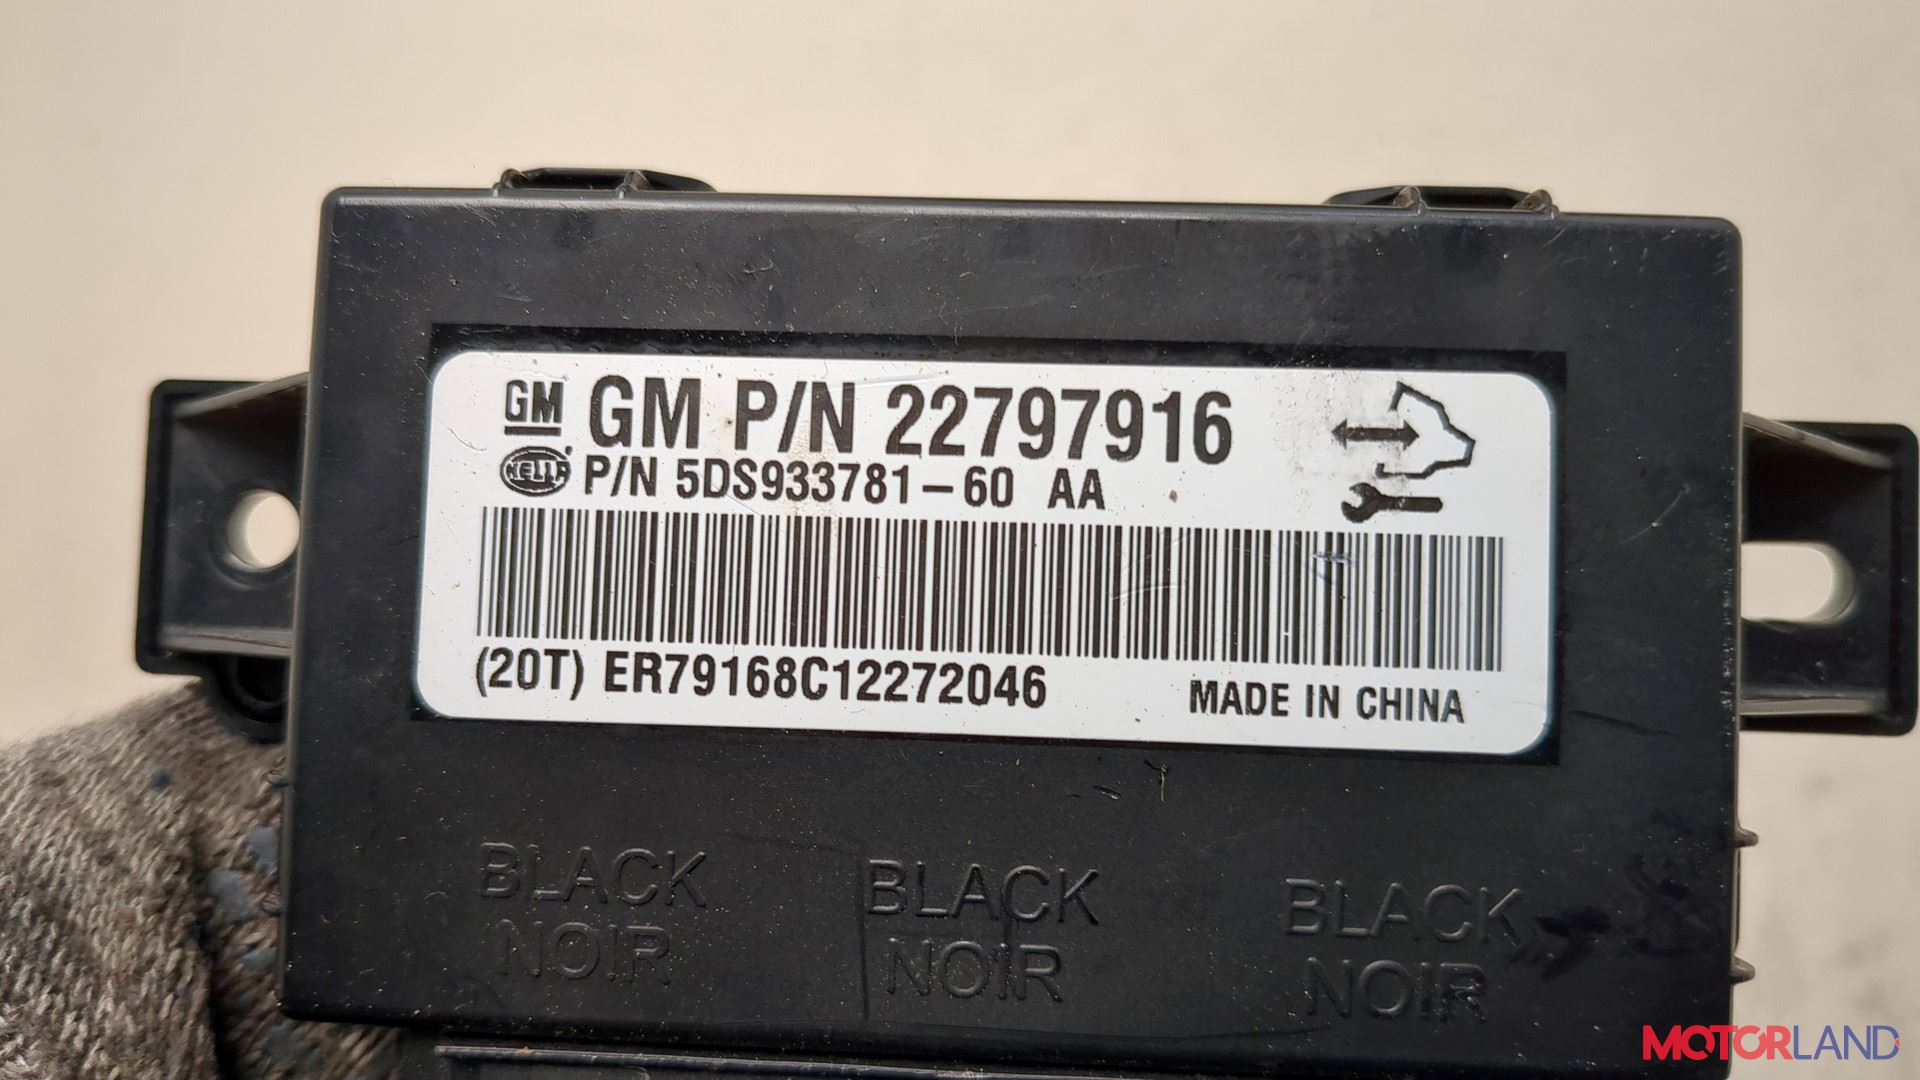 GM GM P/N 22797916
HELLA P/N 5DS933781-60 AA
(20T) ER79168C12272046 MADE IN CHINA
BLACK BLACK BLACK
NOIR NOIR NOIR
MOTORLAND